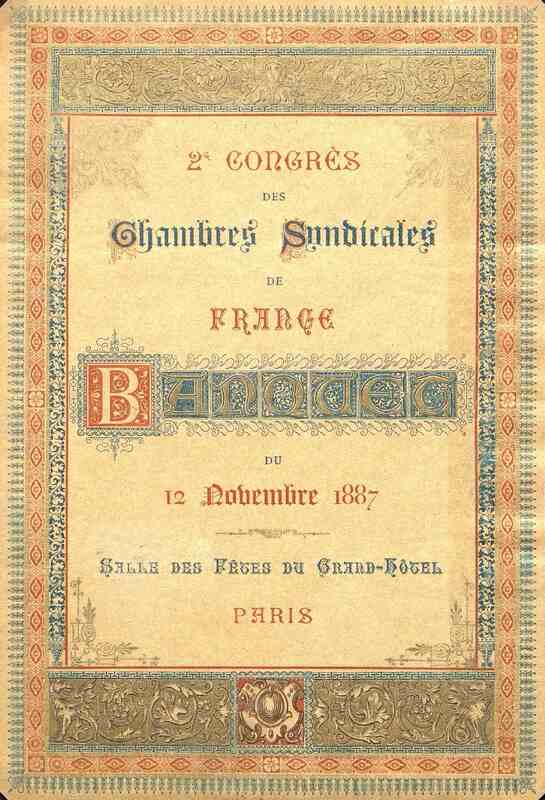 2e CONGRÈS
DES
Chambres Syndicales
DE
FRANCE
BANQUET
DU
12 Novembre 1887
SALLE DES FÊTES DU GRAND-HÔTEL
PARIS